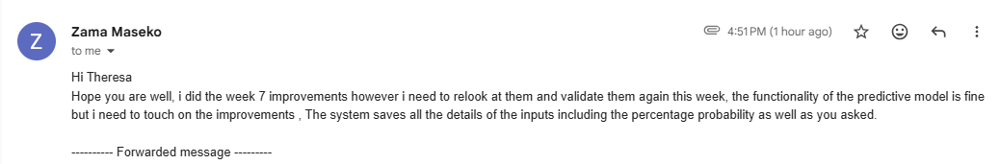 Z
Zama Maseko
4:51 PM (1 hour ago)
to me
Hi Theresa
Hope you are well, i did the week 7 improvements however i need to relook at them and validate them again this week, the functionality of the predictive model is fine
but i need to touch on the improvements , The system saves all the details of the inputs including the percentage probability as well as you asked.
---------- Forwarded message ---------